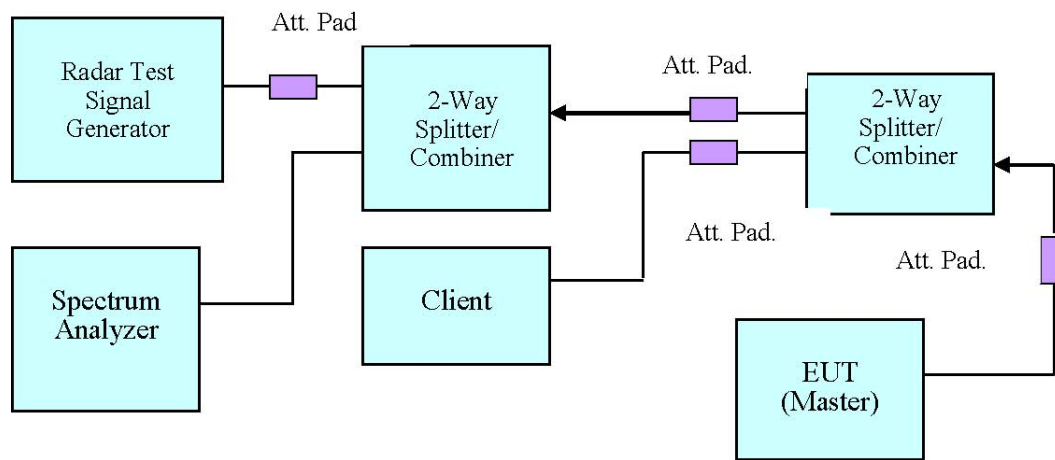 Att. Pad
Radar Test
Signal
Generator
2-Way
Splitter/
Combiner
Att. Pad.
2-Way
Splitter/
Combiner
Att. Pad.
Att. Pad.
Spectrum
Analyzer
Client
EUT
(Master)